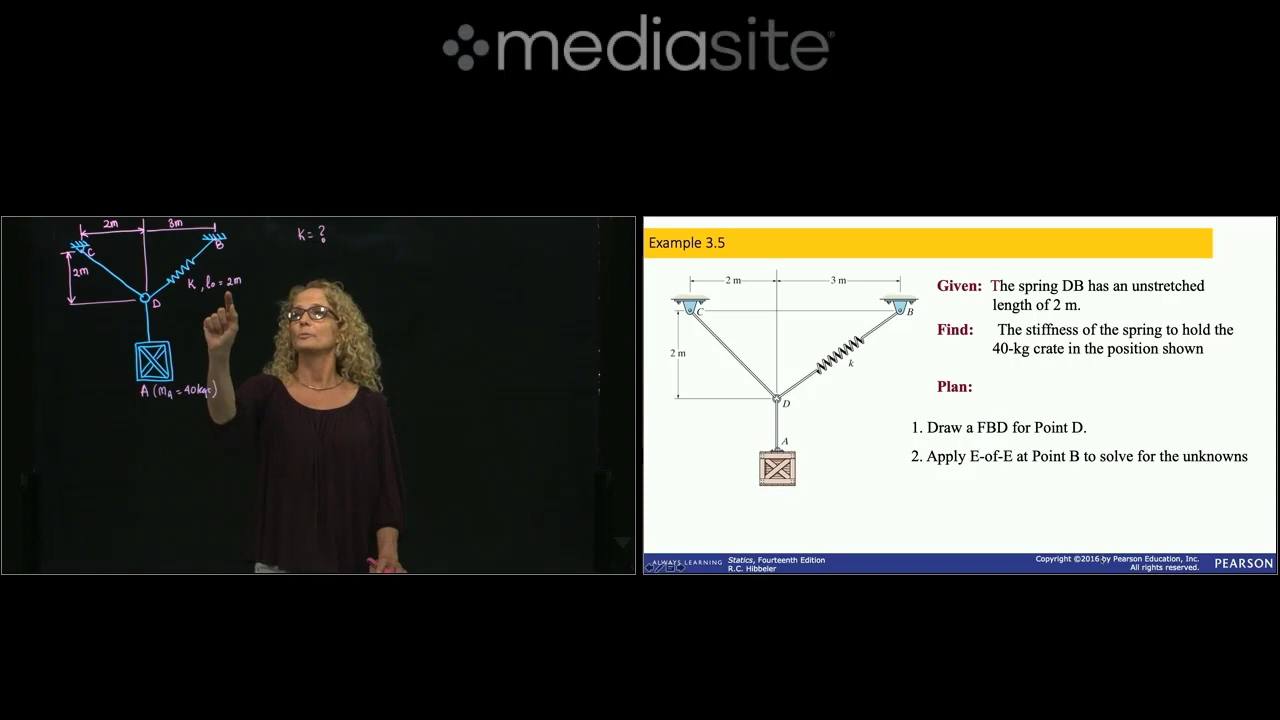 mediasite
2m
3m
K = ?
C
B
2m
K, lo = 2m
D
A (mA = 40kgs)
Example 3.5
2 m
3 m
C
B
2 m
k
D
A
Given: The spring DB has an unstretched
length of 2 m.
Find: The stiffness of the spring to hold the
40-kg crate in the position shown
Plan:
1. Draw a FBD for Point D.
2. Apply E-of-E at Point B to solve for the unknowns
ALWAYS LEARNING
Statics, Fourteenth Edition
R.C. Hibbeler
Copyright ©2016 by Pearson Education, Inc.
All rights reserved.
PEARSON